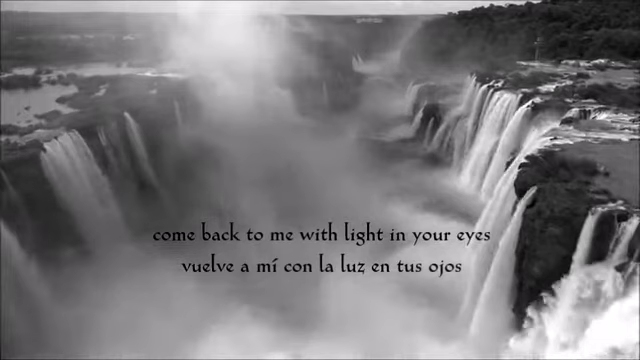 come back to me with light in your eyes
vuelve a mí con la luz en tus ojos